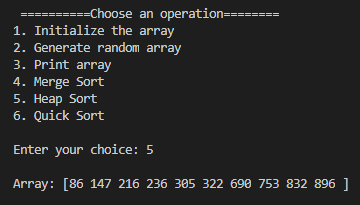 ==========Choose an operation========
1. Initialize the array
2. Generate random array
3. Print array
4. Merge Sort
5. Heap Sort
6. Quick Sort
Enter your choice: 5
Array: [86 147 216 236 305 322 690 753 832 896 ]